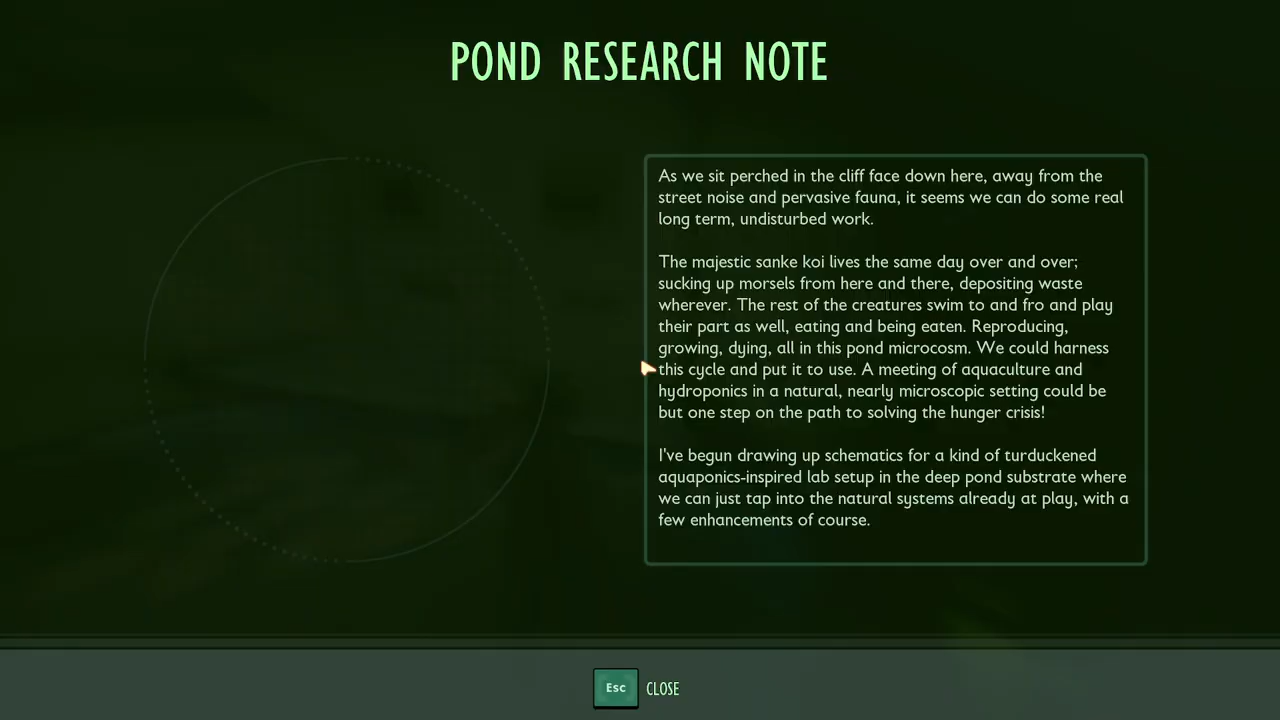 POND RESEARCH NOTE
As we sit perched in the cliff face down here, away from the
street noise and pervasive fauna, it seems we can do some real
long term, undisturbed work.
The majestic sanke koi lives the same day over and over;
sucking up morsels from here and there, depositing waste
wherever. The rest of the creatures swim to and fro and play
their part as well, eating and being eaten. Reproducing,
growing, dying, all in this pond microcosm. We could harness
this cycle and put it to use. A meeting of aquaculture and
hydroponics in a natural, nearly microscopic setting could be
but one step on the path to solving the hunger crisis!
I've begun drawing up schematics for a kind of turduckened
aquaponics-inspired lab setup in the deep pond substrate where
we can just tap into the natural systems already at play, with a
few enhancements of course.
Esc CLOSE